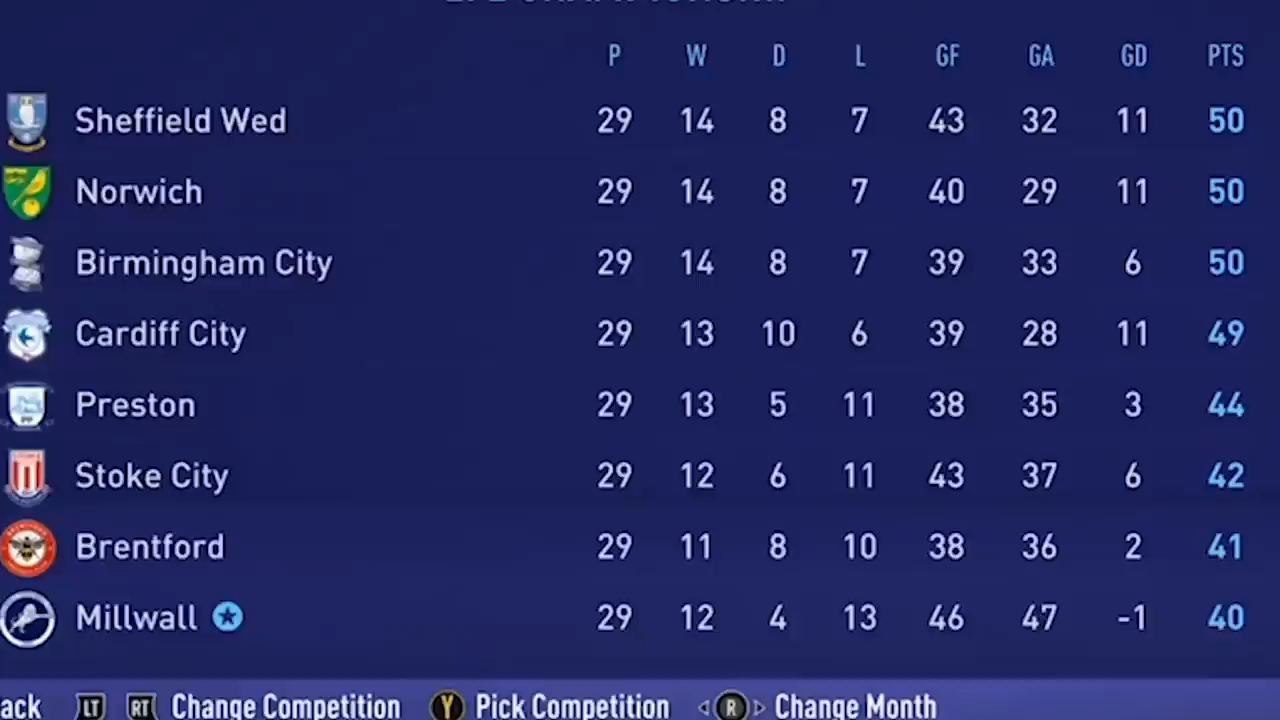 P W D L GF GA GD PTS
Sheffield Wed 29 14 8 7 43 32 11 50
Norwich 29 14 8 7 40 29 11 50
Birmingham City 29 14 8 7 39 33 6 50
Cardiff City 29 13 10 6 39 28 11 49
Preston 29 13 5 11 38 35 3 44
Stoke City 29 12 6 11 43 37 6 42
Brentford 29 11 8 10 38 36 2 41
Millwall 29 12 4 13 46 47 -1 40
ack LT RT Change Competition Y Pick Competition R Change Month